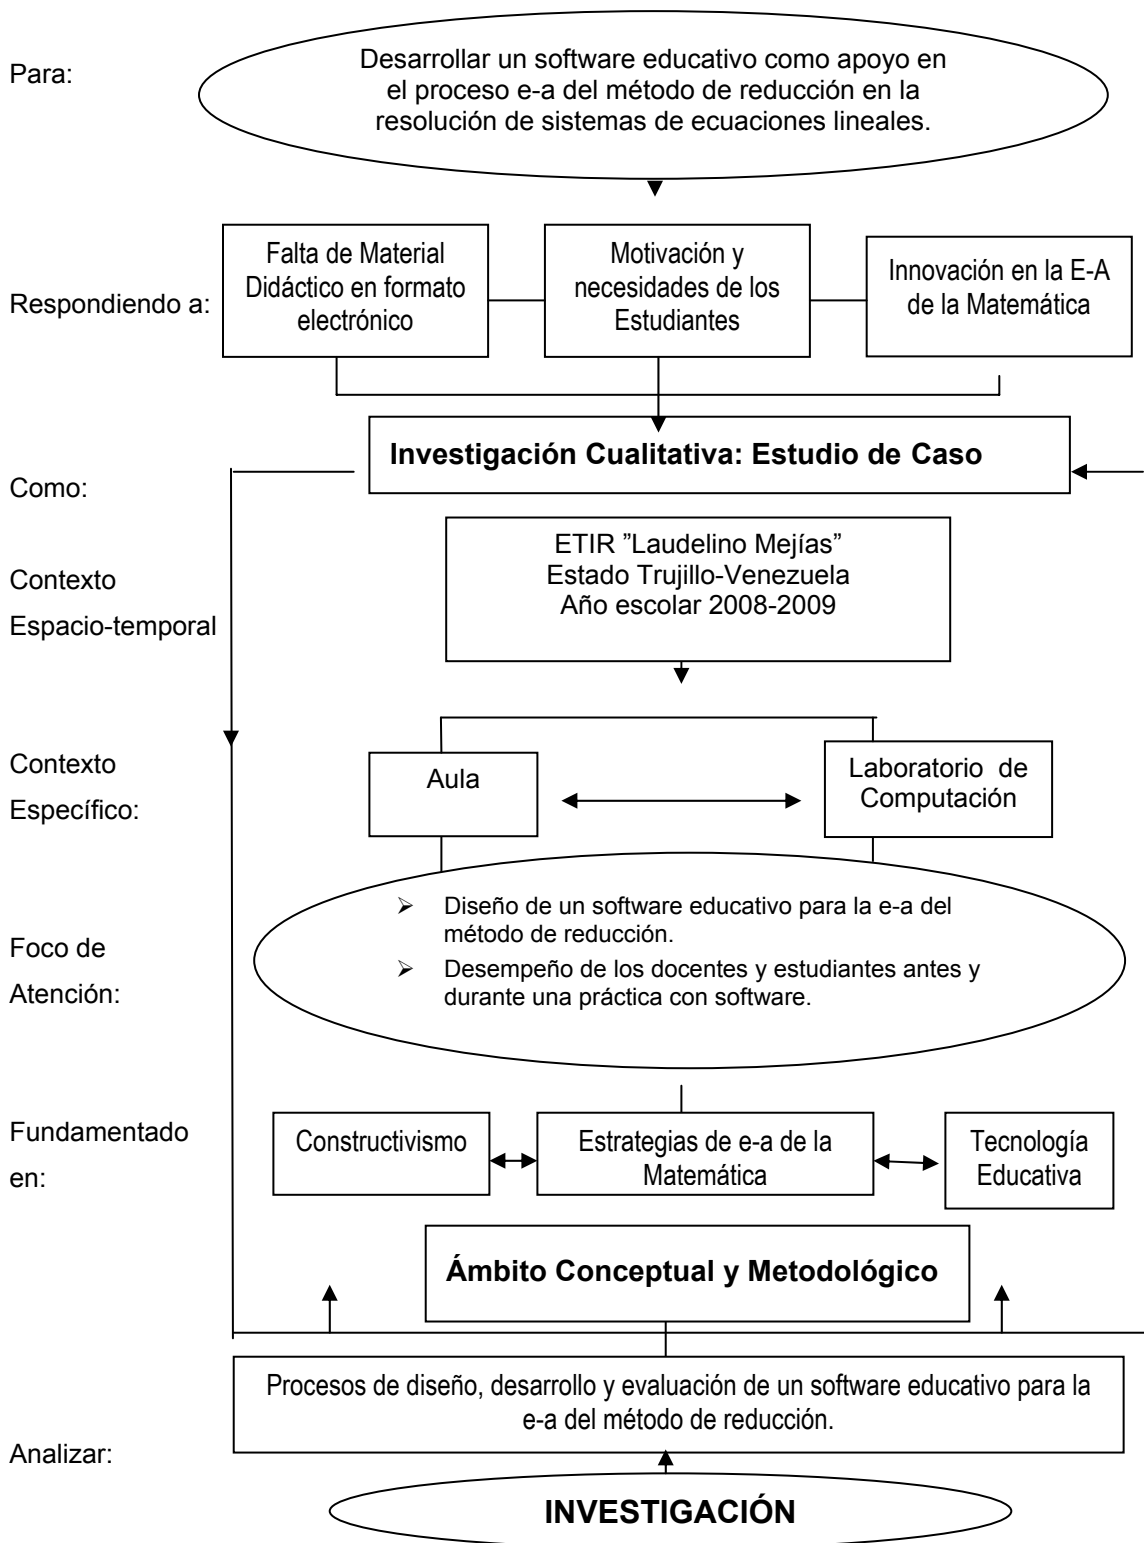 Para:
Desarrollar un software educativo como apoyo en
el proceso e-a del método de reducción en la
resolución de sistemas de ecuaciones lineales.
Respondiendo a:
Falta de Material
Didáctico en formato
electrónico
Motivación y
necesidades de los
Estudiantes
Innovación en la E-A
de la Matemática
Como:
Investigación Cualitativa: Estudio de Caso
Contexto
Espacio-temporal
ETIR ”Laudelino Mejías”
Estado Trujillo-Venezuela
Año escolar 2008-2009
Contexto
Específico:
Aula
Laboratorio de
Computación
Foco de
Atención:
➢ Diseño de un software educativo para la e-a del
método de reducción.
➢ Desempeño de los docentes y estudiantes antes y
durante una práctica con software.
Fundamentado
en:
Constructivismo
Estrategias de e-a de la
Matemática
Tecnología
Educativa
Ámbito Conceptual y Metodológico
Analizar:
Procesos de diseño, desarrollo y evaluación de un software educativo para la
e-a del método de reducción.
INVESTIGACIÓN